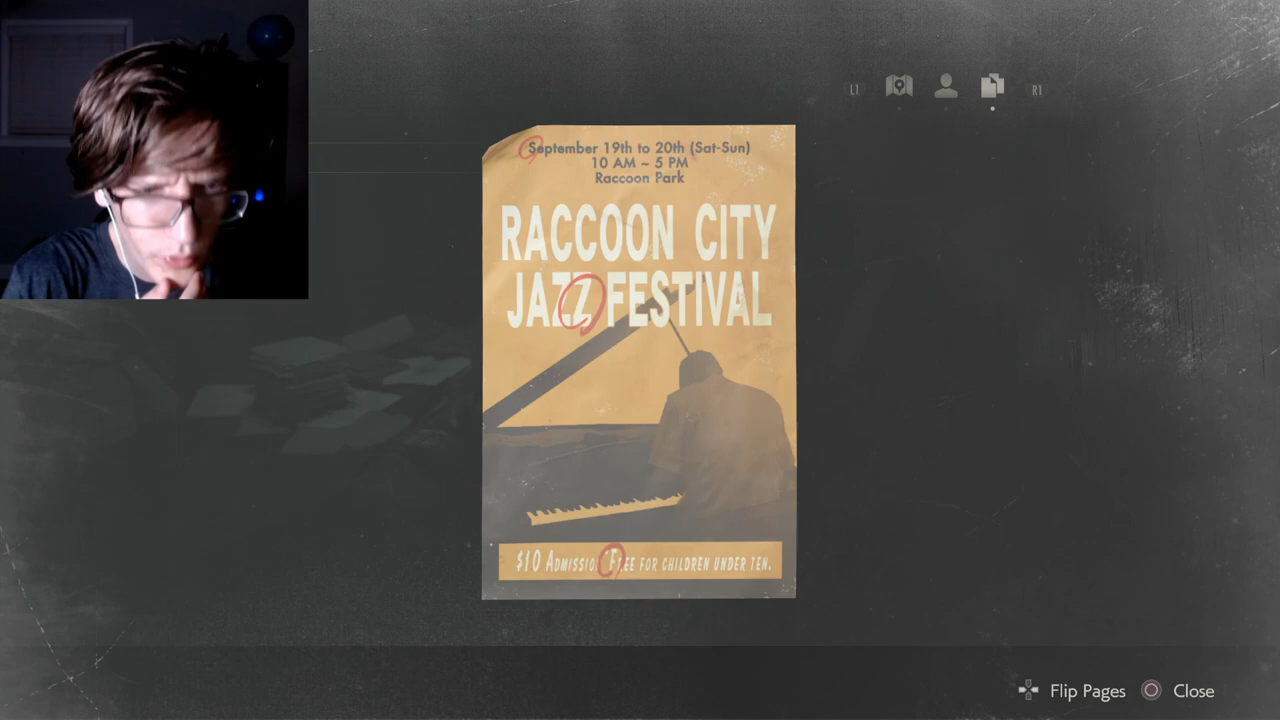 L1
R1
September 19th to 20th (Sat-Sun)
10 AM ~ 5 PM
Raccoon Park
RACCOON CITY
JAZZ FESTIVAL
$10 ADMISSION FREE FOR CHILDREN UNDER TEN.
Flip Pages
Close